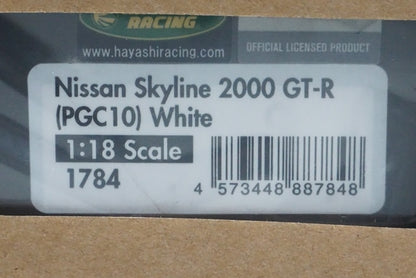 RACING
www.hayashiracing.com
OFFICIAL LICENSED PRODUCT
Nissan Skyline 2000 GT-R
(PGC10) White
1:18 Scale
1784
4 573448 887848